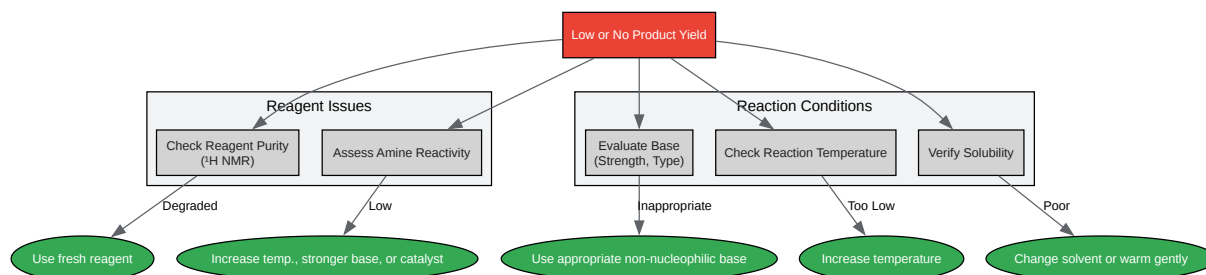 Low or No Product Yield
Reagent Issues
Reaction Conditions
Check Reagent Purity
(¹H NMR)
Assess Amine Reactivity
Evaluate Base
(Strength, Type)
Check Reaction Temperature
Verify Solubility
Degraded
Low
Inappropriate
Too Low
Poor
Use fresh reagent
Increase temp., stronger base, or catalyst
Use appropriate non-nucleophilic base
Increase temperature
Change solvent or warm gently